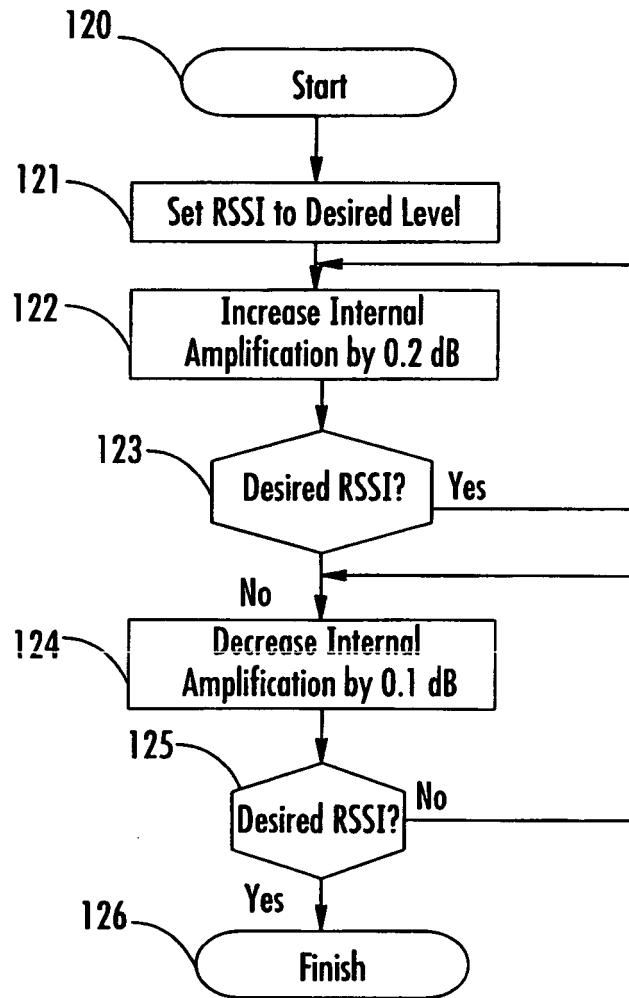 120
Start
121
Set RSSI to Desired Level
122
Increase Internal
Amplification by 0.2 dB
123
Desired RSSI?
Yes
No
124
Decrease Internal
Amplification by 0.1 dB
125
Desired RSSI?
No
Yes
126
Finish